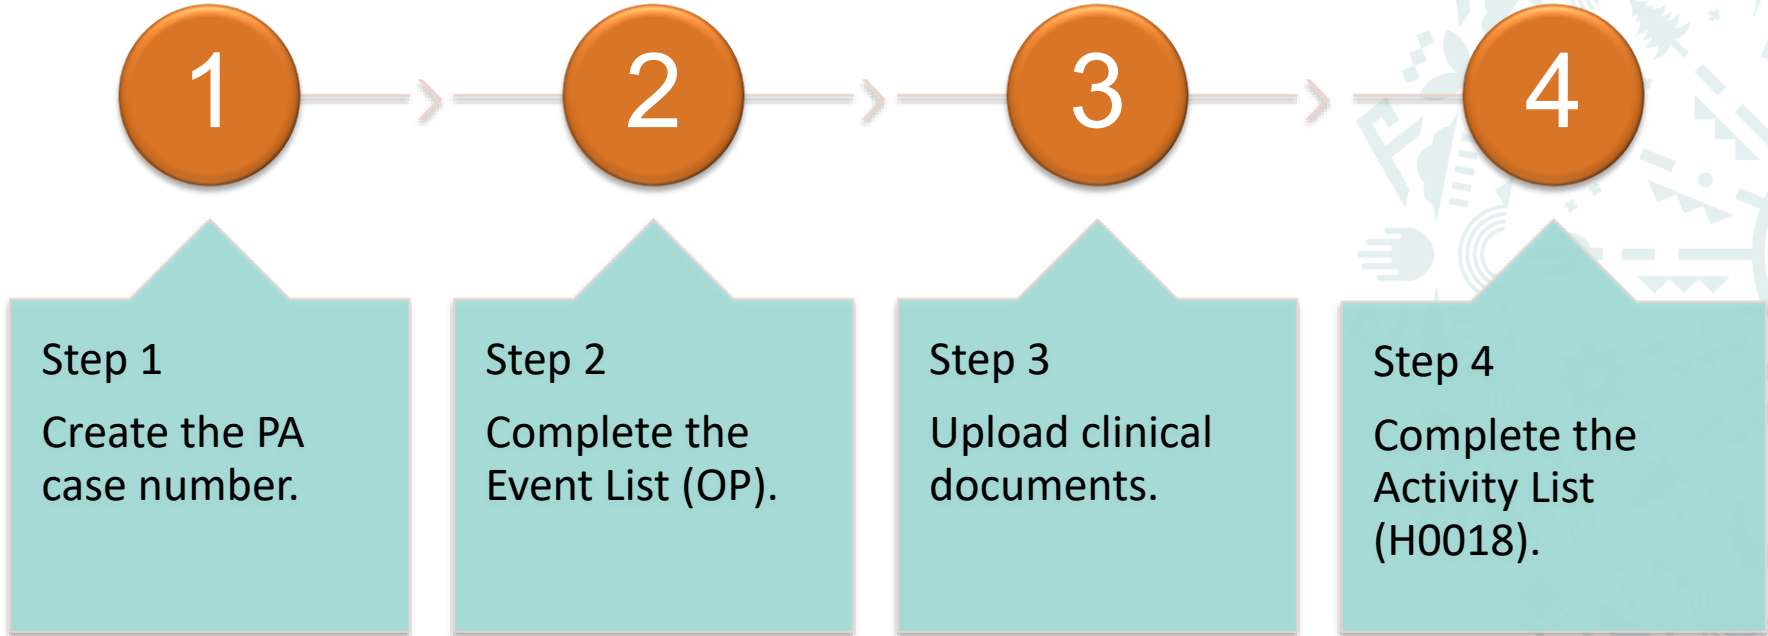 1
2
3
4
Step 1
Create the PA
case number.
Step 2
Complete the
Event List (OP).
Step 3
Upload clinical
documents.
Step 4
Complete the
Activity List
(H0018).